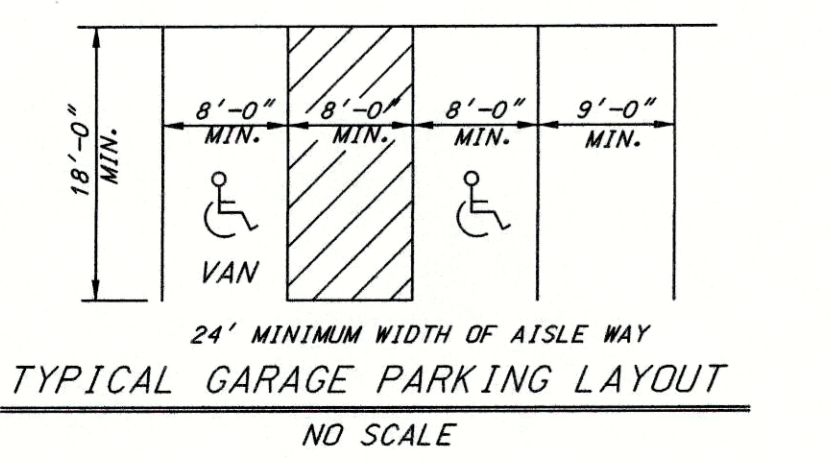 8'-0" 8'-0" 8'-0" 9'-0"
MIN. MIN. MIN. MIN.
18'-0"
MIN.
VAN
24' MINIMUM WIDTH OF AISLE WAY
TYPICAL GARAGE PARKING LAYOUT
NO SCALE